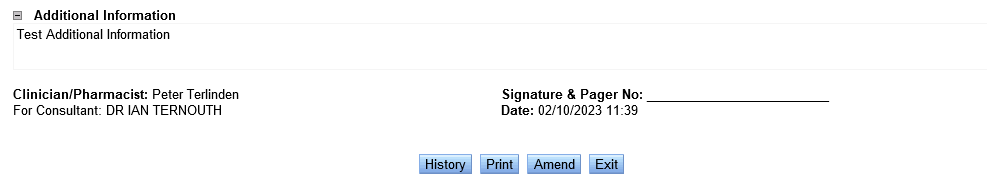 Additional Information
Test Additional Information
Clinician/Pharmacist: Peter Terlinden Signature & Pager No: ___________________________
For Consultant: DR IAN TERNOUTH Date: 02/10/2023 11:39
History Print Amend Exit